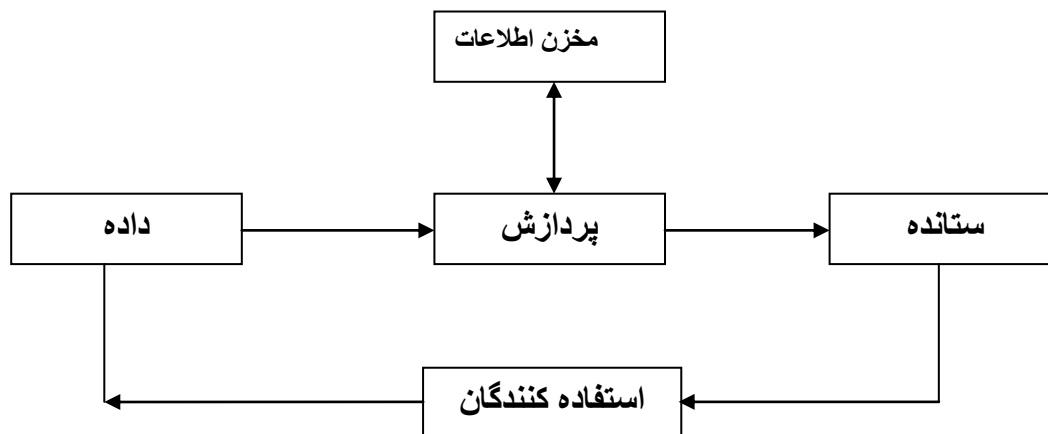 مخزن اطلاعات
داده
پردازش
ستانده
استفاده کنندگان